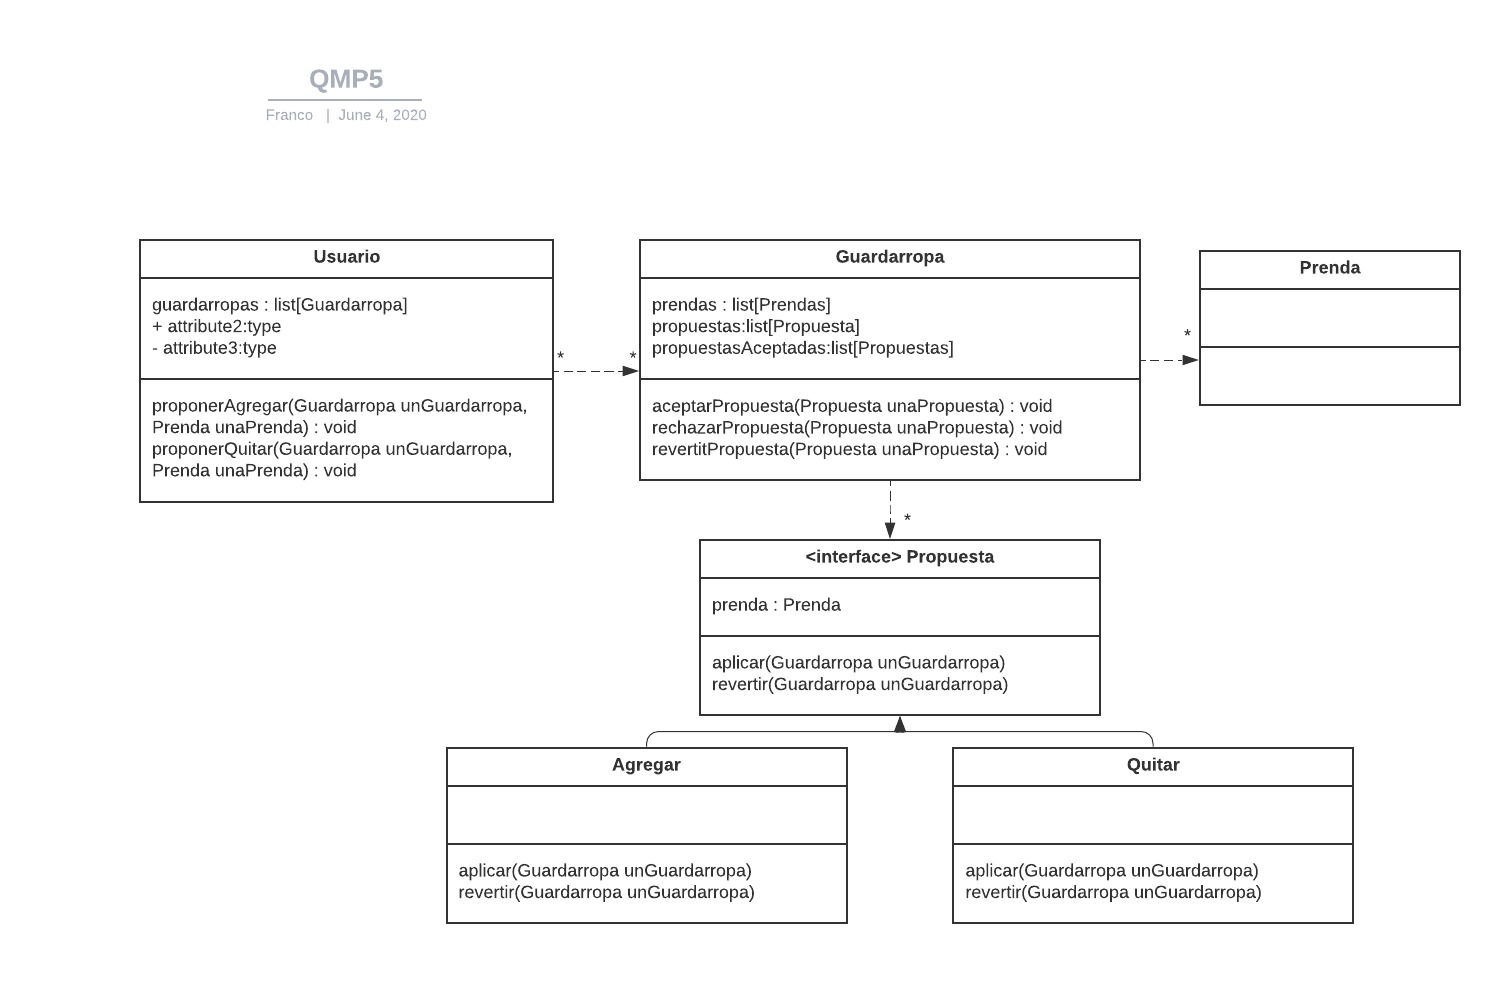 QMP5
Franco | June 4, 2020
Usuario
guardarropas : list[Guardarropa]
+ attribute2:type
- attribute3:type
proponerAgregar(Guardarropa unGuardarropa,
Prenda unaPrenda) : void
proponerQuitar(Guardarropa unGuardarropa,
Prenda unaPrenda) : void
*
*
Guardarropa
prendas : list[Prendas]
propuestas:list[Propuesta]
propuestasAceptadas:list[Propuestas]
aceptarPropuesta(Propuesta unaPropuesta) : void
rechazarPropuesta(Propuesta unaPropuesta) : void
revertitPropuesta(Propuesta unaPropuesta) : void
*
Prenda
*
<interface> Propuesta
prenda : Prenda
aplicar(Guardarropa unGuardarropa)
revertir(Guardarropa unGuardarropa)
Agregar
aplicar(Guardarropa unGuardarropa)
revertir(Guardarropa unGuardarropa)
Quitar
aplicar(Guardarropa unGuardarropa)
revertir(Guardarropa unGuardarropa)